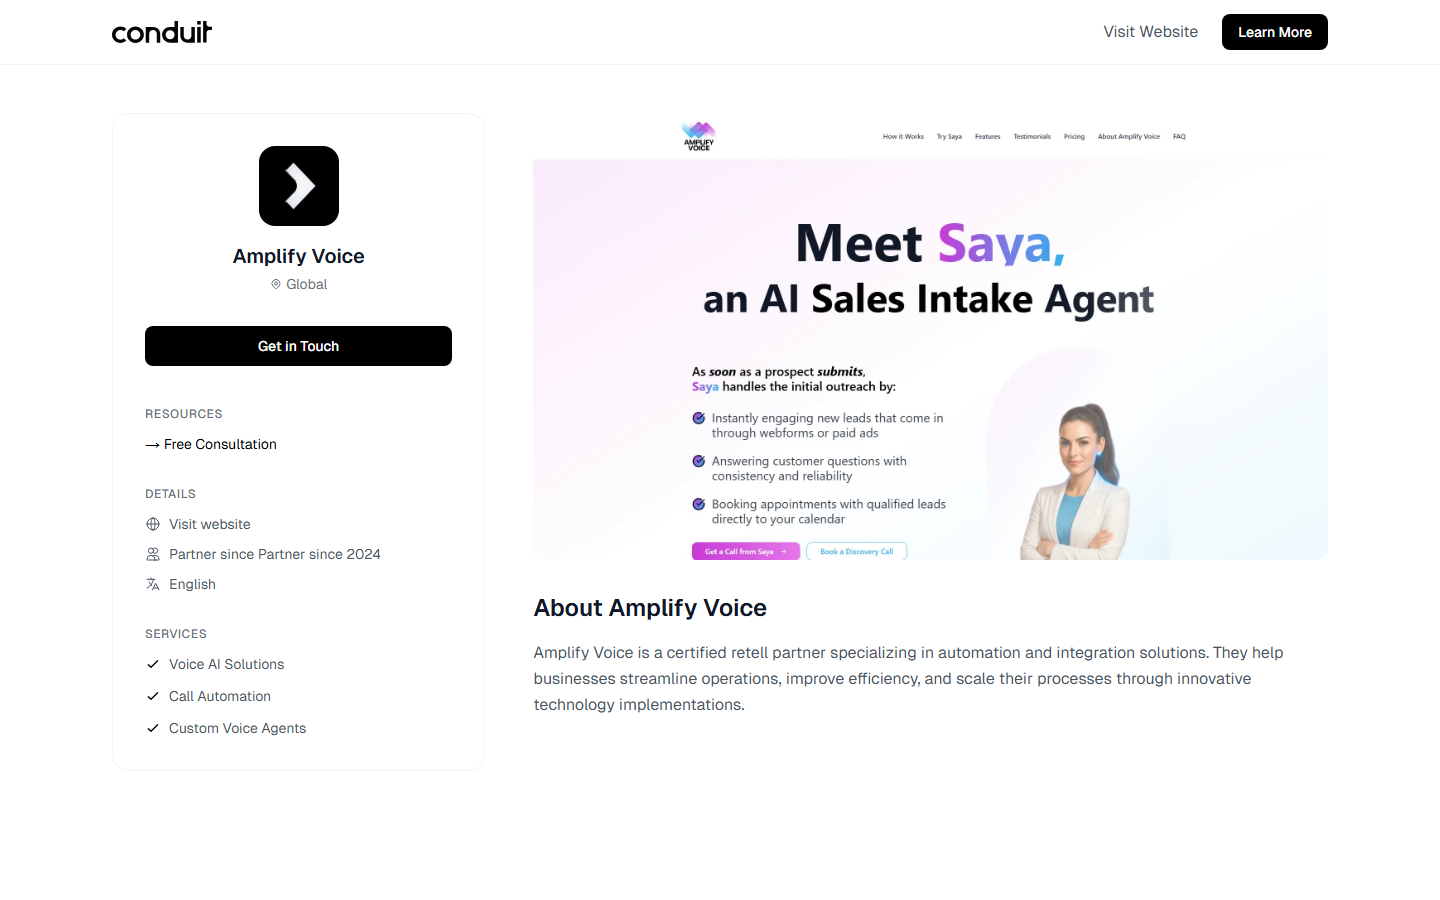 conduit
Visit Website
Learn More
Amplify Voice
Global
Get in Touch
RESOURCES
→ Free Consultation
DETAILS
Visit website
Partner since Partner since 2024
English
SERVICES
Voice AI Solutions
Call Automation
Custom Voice Agents
AMPLIFY
VOICE
How it Works
Try Saya
Features
Testimonials
Pricing
About Amplify Voice
FAQ
Meet Saya,
an AI Sales Intake Agent
As soon as a prospect submits,
Saya handles the initial outreach by:
Instantly engaging new leads that come in
through webforms or paid ads
Answering customer questions with
consistency and reliability
Booking appointments with qualified leads
directly to your calendar
Get a Call from Saya →
Book a Discovery Call
About Amplify Voice
Amplify Voice is a certified retell partner specializing in automation and integration solutions. They help
businesses streamline operations, improve efficiency, and scale their processes through innovative
technology implementations.